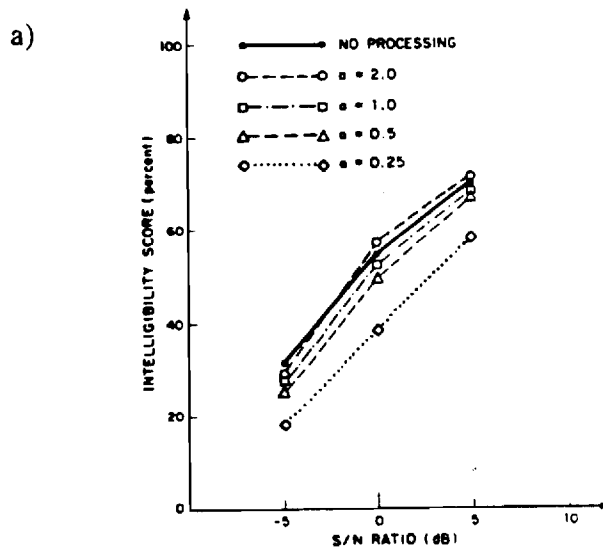 a)
NO PROCESSING
a = 2.0
a = 1.0
a = 0.5
a = 0.25
100
80
60
40
20
0
INTELLIGIBILITY SCORE (percent)
-5
0
5
10
S/N RATIO (dB)